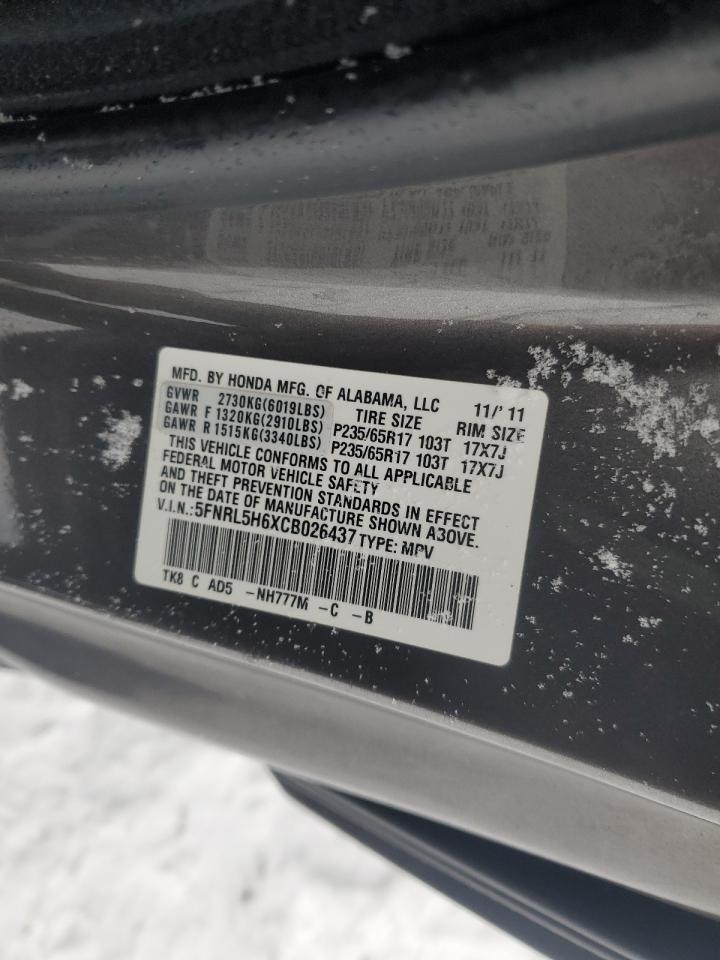 MFD. BY HONDA MFG. OF ALABAMA, LLC 11/'11
GVWR 2730KG(6019LBS) TIRE SIZE RIM SIZE
GAWR F 1320KG(2910LBS) P235/65R17 103T 17X7J
GAWR R 1515KG(3340LBS) P235/65R17 103T 17X7J
THIS VEHICLE CONFORMS TO ALL APPLICABLE
FEDERAL MOTOR VEHICLE SAFETY
AND THEFT PREVENTION STANDARDS IN EFFECT
ON THE DATE OF MANUFACTURE SHOWN ABOVE.
V.I.N.:5FNRL5H6XCB026437 TYPE: MPV
TK8 C AD5 -NH777M -C -B